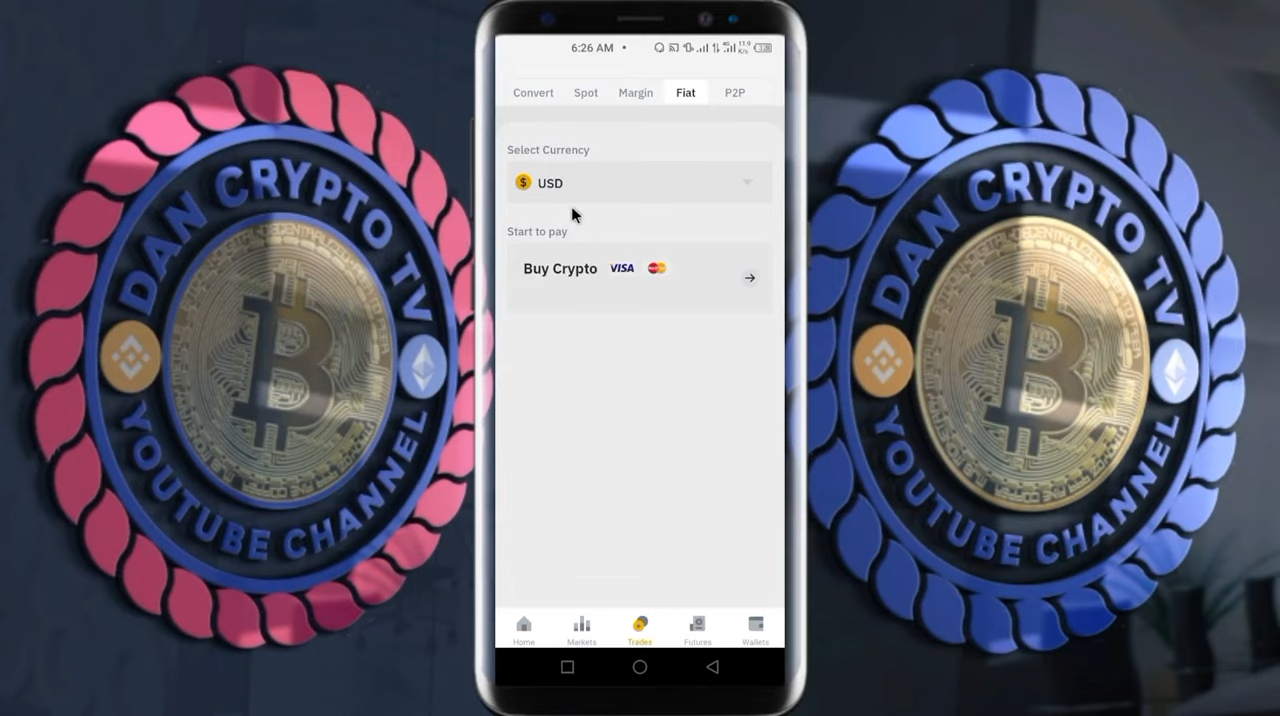 6:26 AM •
Convert Spot Margin Fiat P2P
Select Currency
$ USD
Start to pay
Buy Crypto VISA
Home Markets Trades Futures Wallets
DAN CRYPTO TV
YOUTUBE CHANNEL
DAN CRYPTO TV
YOUTUBE CHANNEL